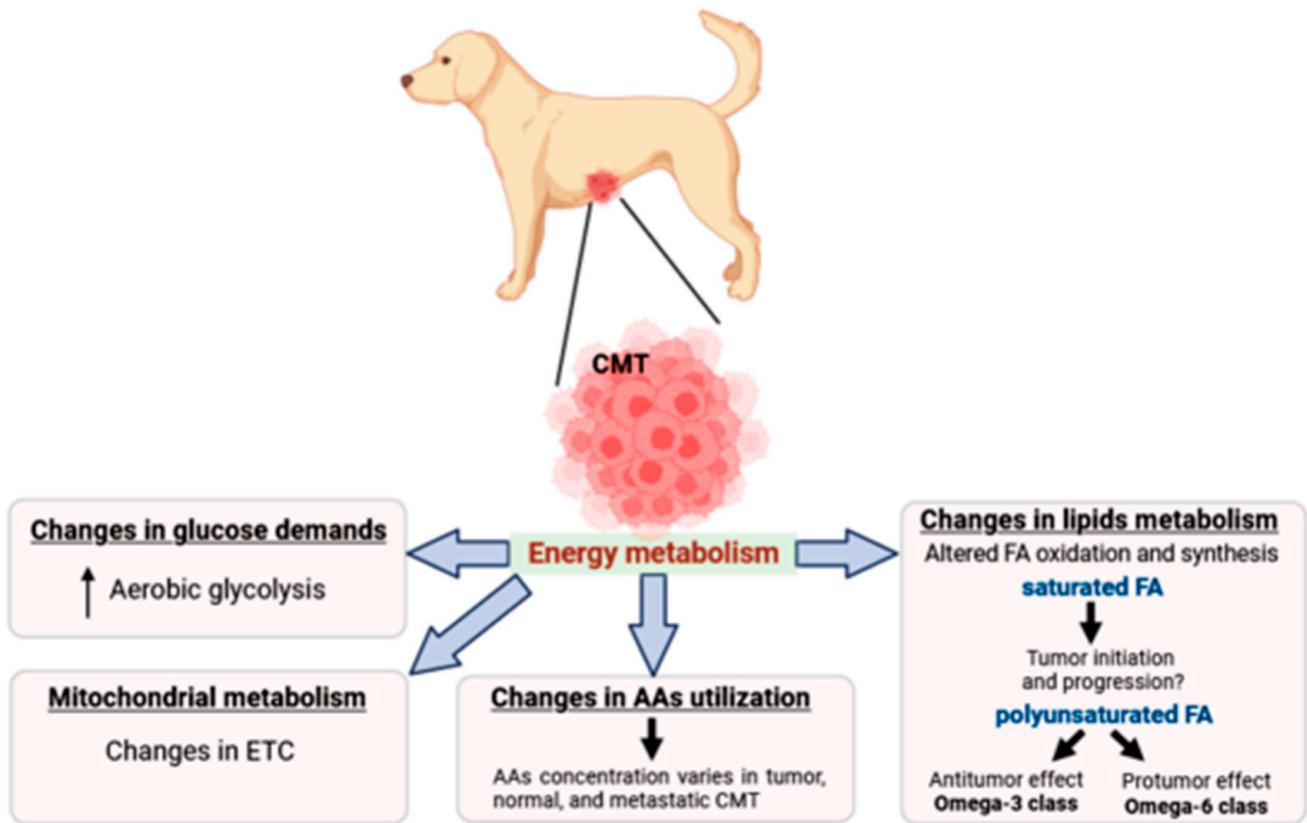 CMT
Energy metabolism
Changes in glucose demands
Aerobic glycolysis
Mitochondrial metabolism
Changes in ETC
Changes in AAs utilization
AAs concentration varies in tumor,
normal, and metastatic CMT
Changes in lipids metabolism
Altered FA oxidation and synthesis
saturated FA
Tumor initiation
and progression?
polyunsaturated FA
Antitumor effect
Omega-3 class
Protumor effect
Omega-6 class